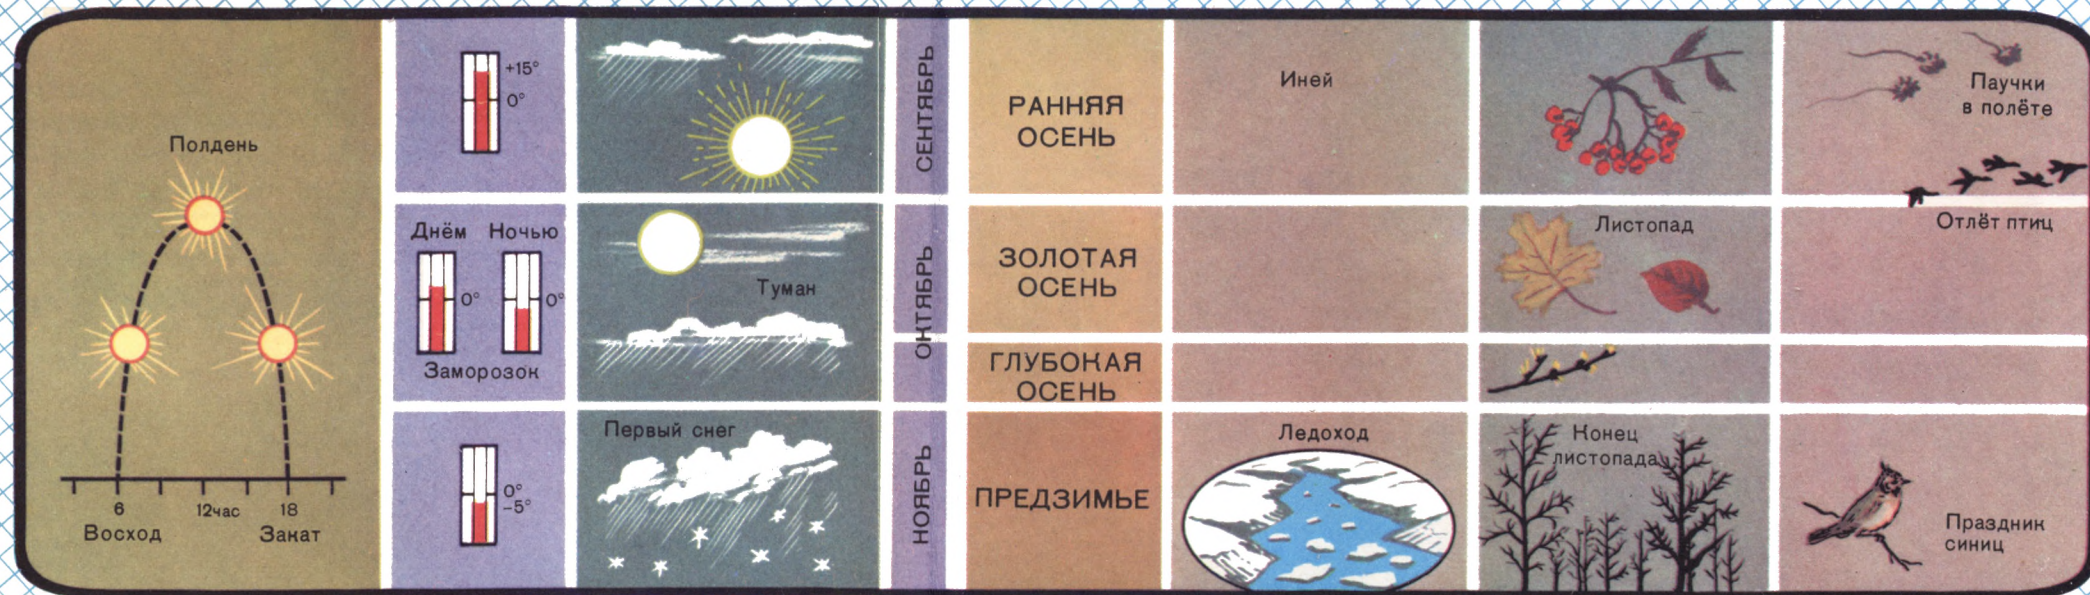 Полдень
6
12час
18
Восход
Закат
+15°
0°
Днём
Ночью
0°
0°
Заморозок
0°
-5°
Туман
Первый снег
СЕНТЯБРЬ
ОКТЯБРЬ
НОЯБРЬ
РАННЯЯ
ОСЕНЬ
ЗОЛОТАЯ
ОСЕНЬ
ГЛУБОКАЯ
ОСЕНЬ
ПРЕДЗИМЬЕ
Иней
Ледоход
Листопад
Конец
листопада
Паучки
в полёте
Отлёт птиц
Праздник
синиц